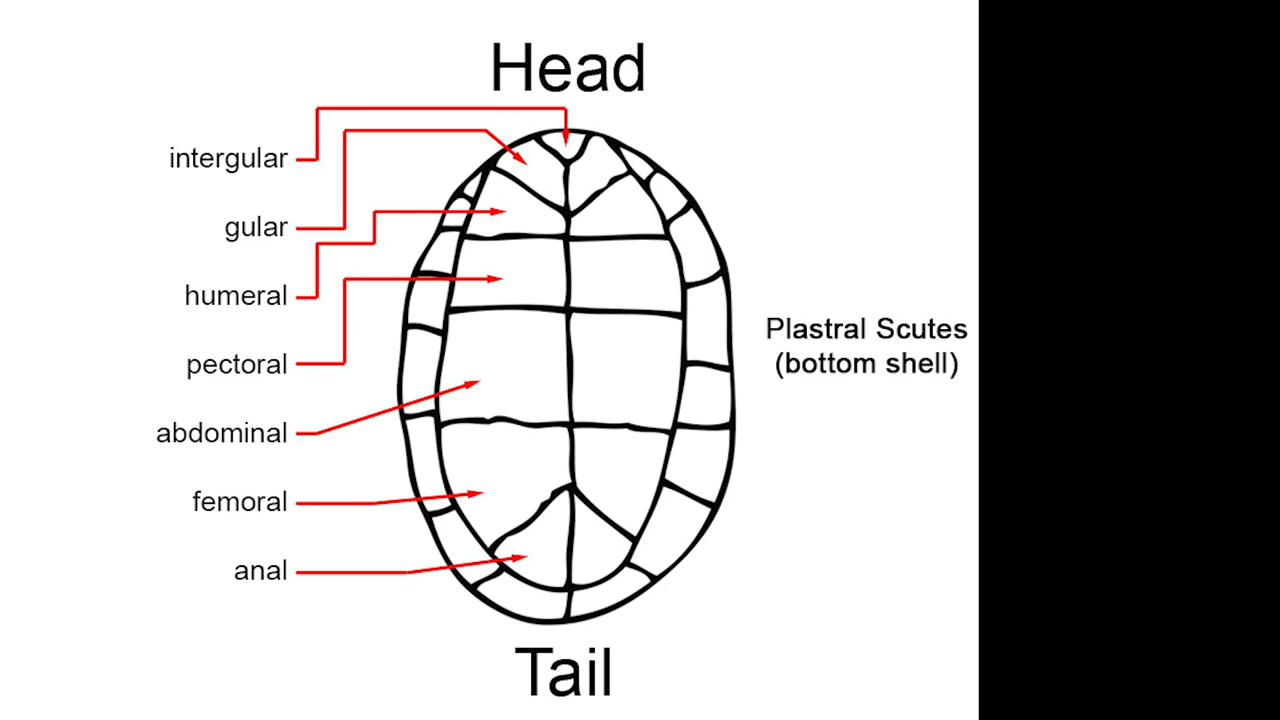 Head
intergular
gular
humeral
pectoral
abdominal
femoral
anal
Plastral Scutes
(bottom shell)
Tail